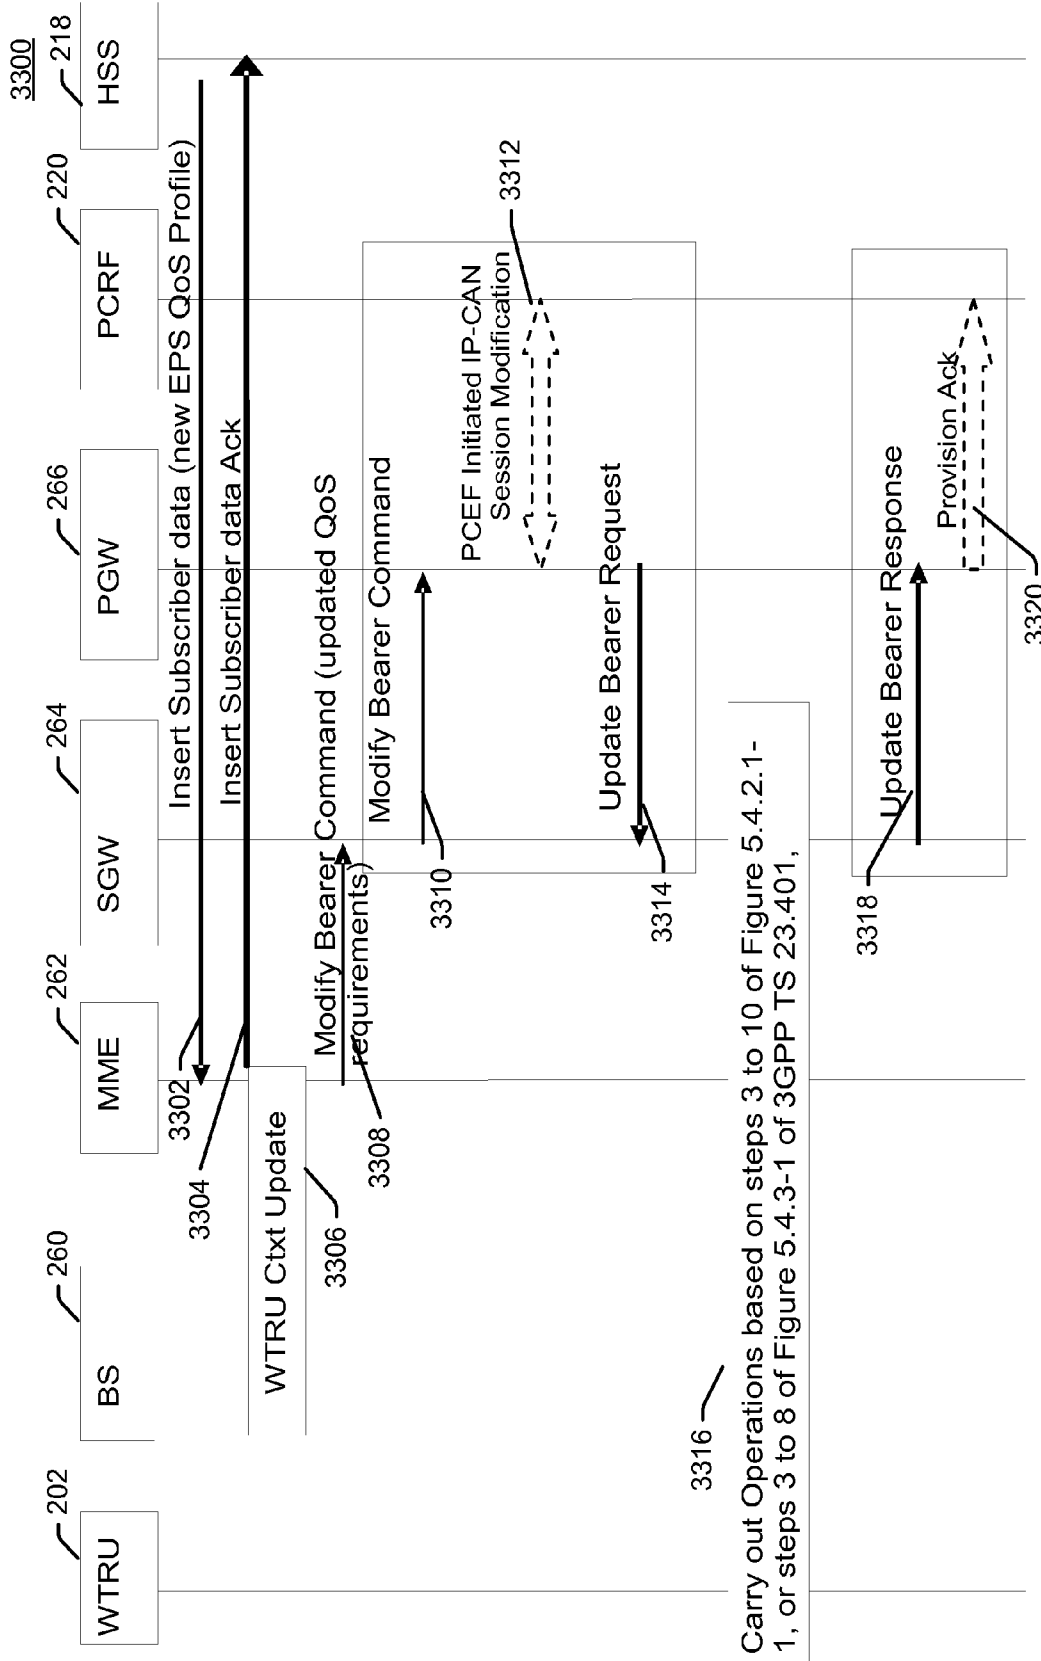 3300
WTRU
202
BS
260
MME
262
SGW
264
PGW
266
PCRF
220
HSS
218
Insert Subscriber data (new EPS QoS Profile)
3302
Insert Subscriber data Ack
3304
WTRU Ctxt Update
3306
Modify Bearer Command (updated QoS
requirements)
3308
Modify Bearer Command
3310
PCEF Initiated IP-CAN
Session Modification
3312
Update Bearer Request
3314
3316
Carry out Operations based on steps 3 to 10 of Figure 5.4.2.1-
1, or steps 3 to 8 of Figure 5.4.3-1 of 3GPP TS 23.401,
Update Bearer Response
3318
Provision Ack
3320